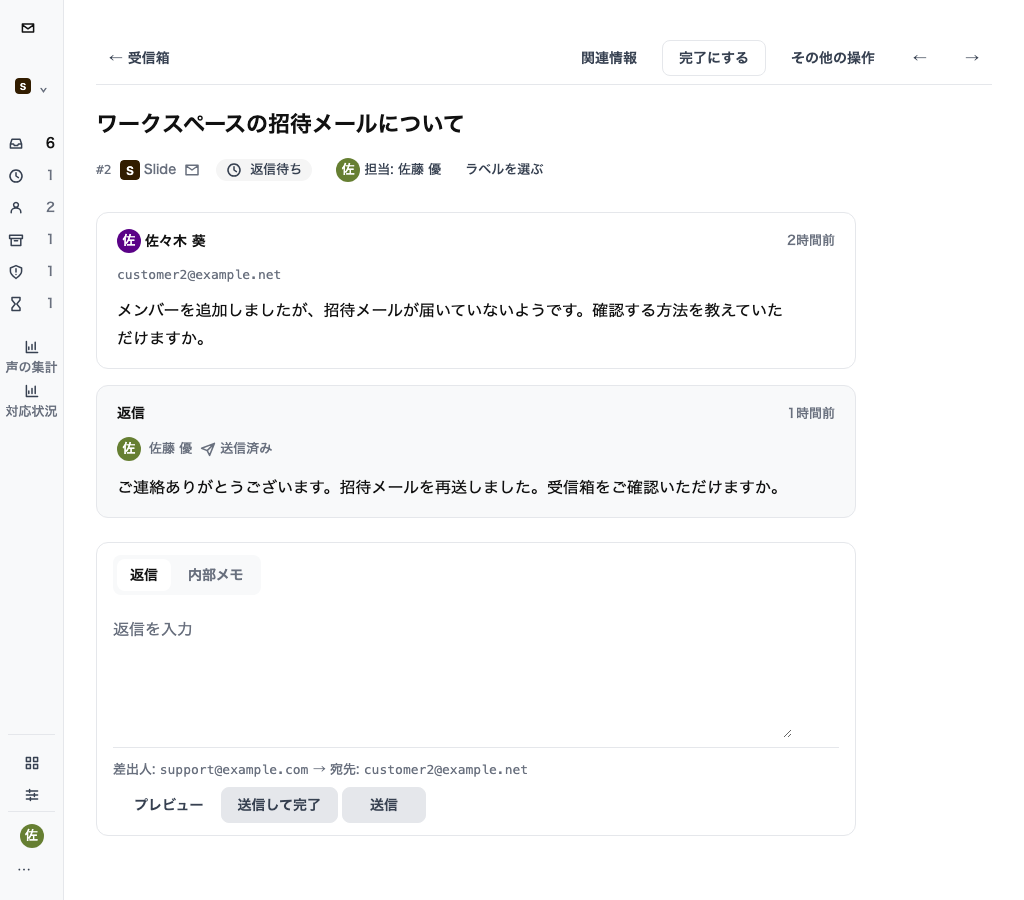 ← 受信箱
関連情報
完了にする
その他の操作
←
→
S
6
1
2
1
1
1
声の集計
対応状況
佐
…
ワークスペースの招待メールについて
#2 S Slide 返信待ち 佐 担当: 佐藤 優 ラベルを選ぶ
佐 佐々木 葵 2時間前
customer2@example.net
メンバーを追加しましたが、招待メールが届いていないようです。確認する方法を教えていた
だけますか。
返信 1時間前
佐 佐藤 優 送信済み
ご連絡ありがとうございます。招待メールを再送しました。受信箱をご確認いただけますか。
返信 内部メモ
返信を入力
差出人: support@example.com → 宛先: customer2@example.net
プレビュー 送信して完了 送信